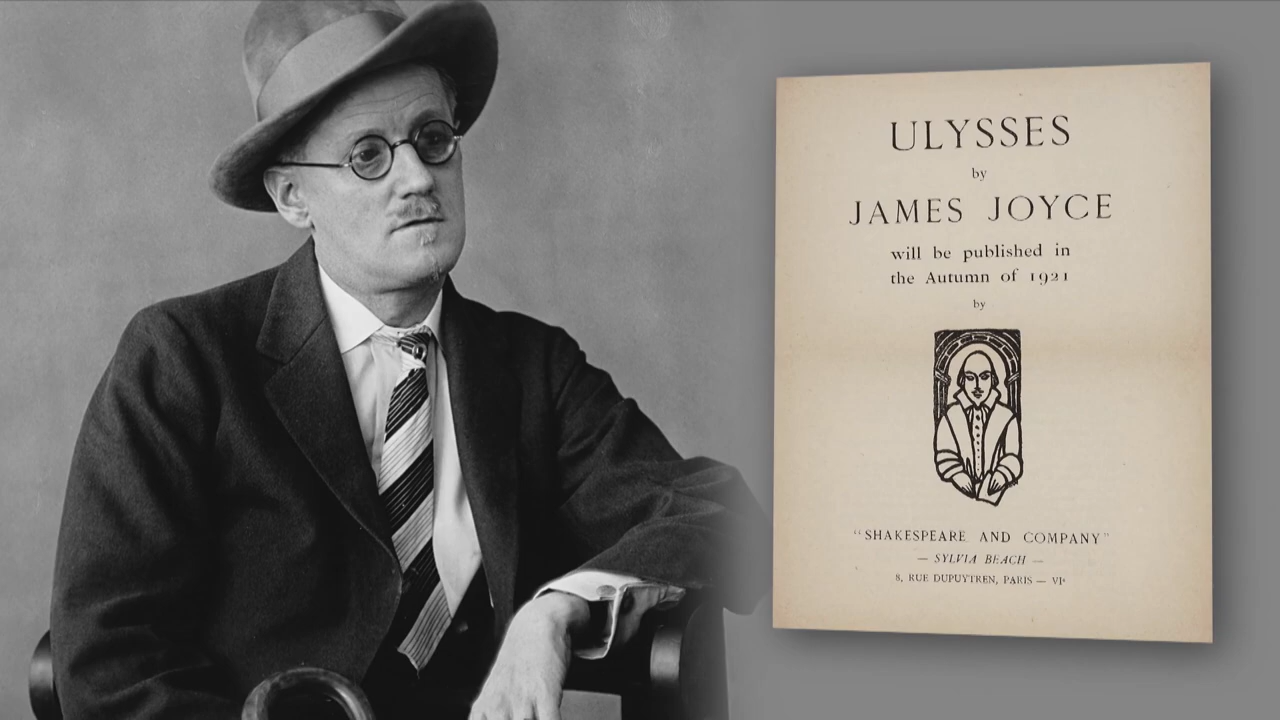 ULYSSES
by
JAMES JOYCE
will be published in
the Autumn of 1921
by
"SHAKESPEARE AND COMPANY"
— SYLVIA BEACH —
8, RUE DUPUYTREN, PARIS — VIᵉ